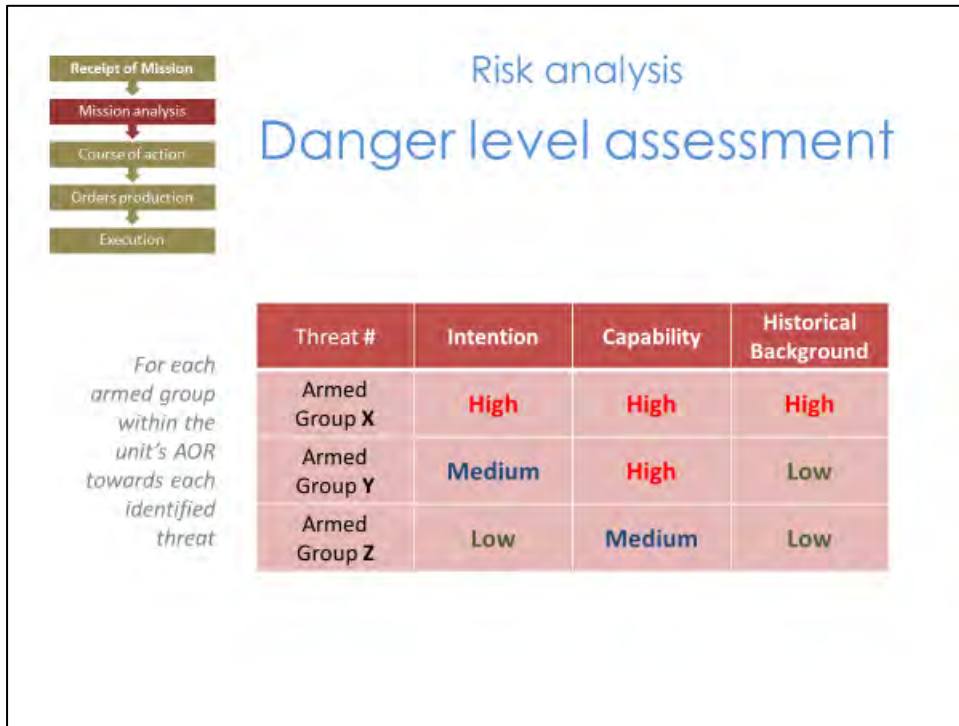 Receipt of Mission
Mission analysis
Course of action
Orders production
Execution
Risk analysis
Danger level assessment
For each
armed group
within the
unit's AOR
towards each
identified
threat
Threat # Intention Capability Historical
Background
Armed
Group X High High High
Armed
Group Y Medium High Low
Armed
Group Z Low Medium Low